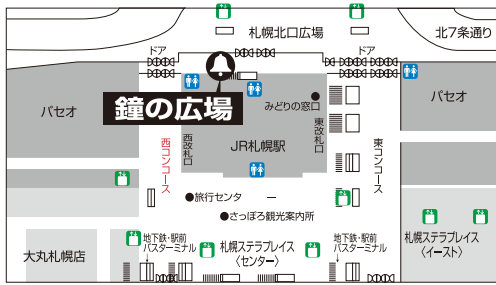 札幌北口広場
北7条通り
ドア
ドア
パセオ
鐘の広場
みどりの窓口
パセオ
西改札口
JR札幌駅
東改札口
西コンコース
東コンコース
●旅行センタ　ー
●さっぽろ観光案内所
大丸札幌店
地下鉄・駅前
バスターミナル
札幌ステラプレイス
〈センター〉
地下鉄・駅前
バスターミナル
札幌ステラプレイス
〈イースト〉